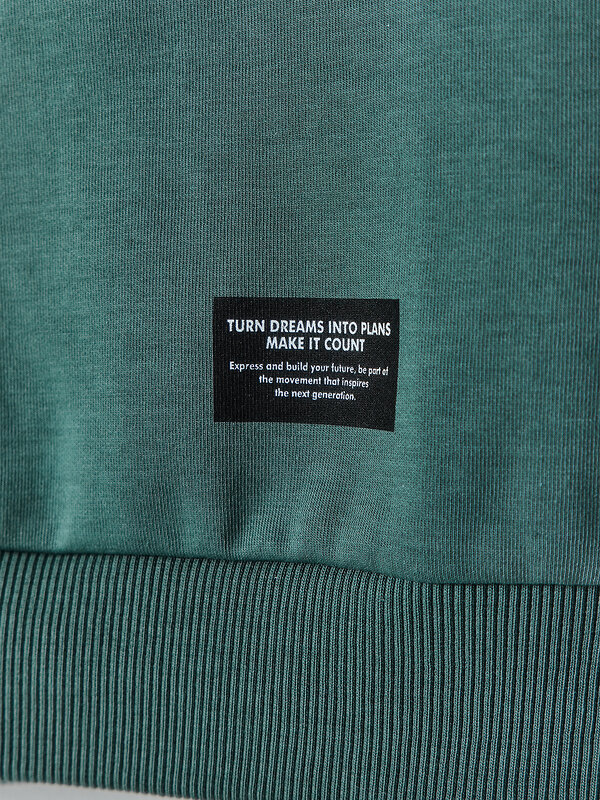 TURN DREAMS INTO PLANS
MAKE IT COUNT
Express and build your future, be part of
the movement that inspires
the next generation.